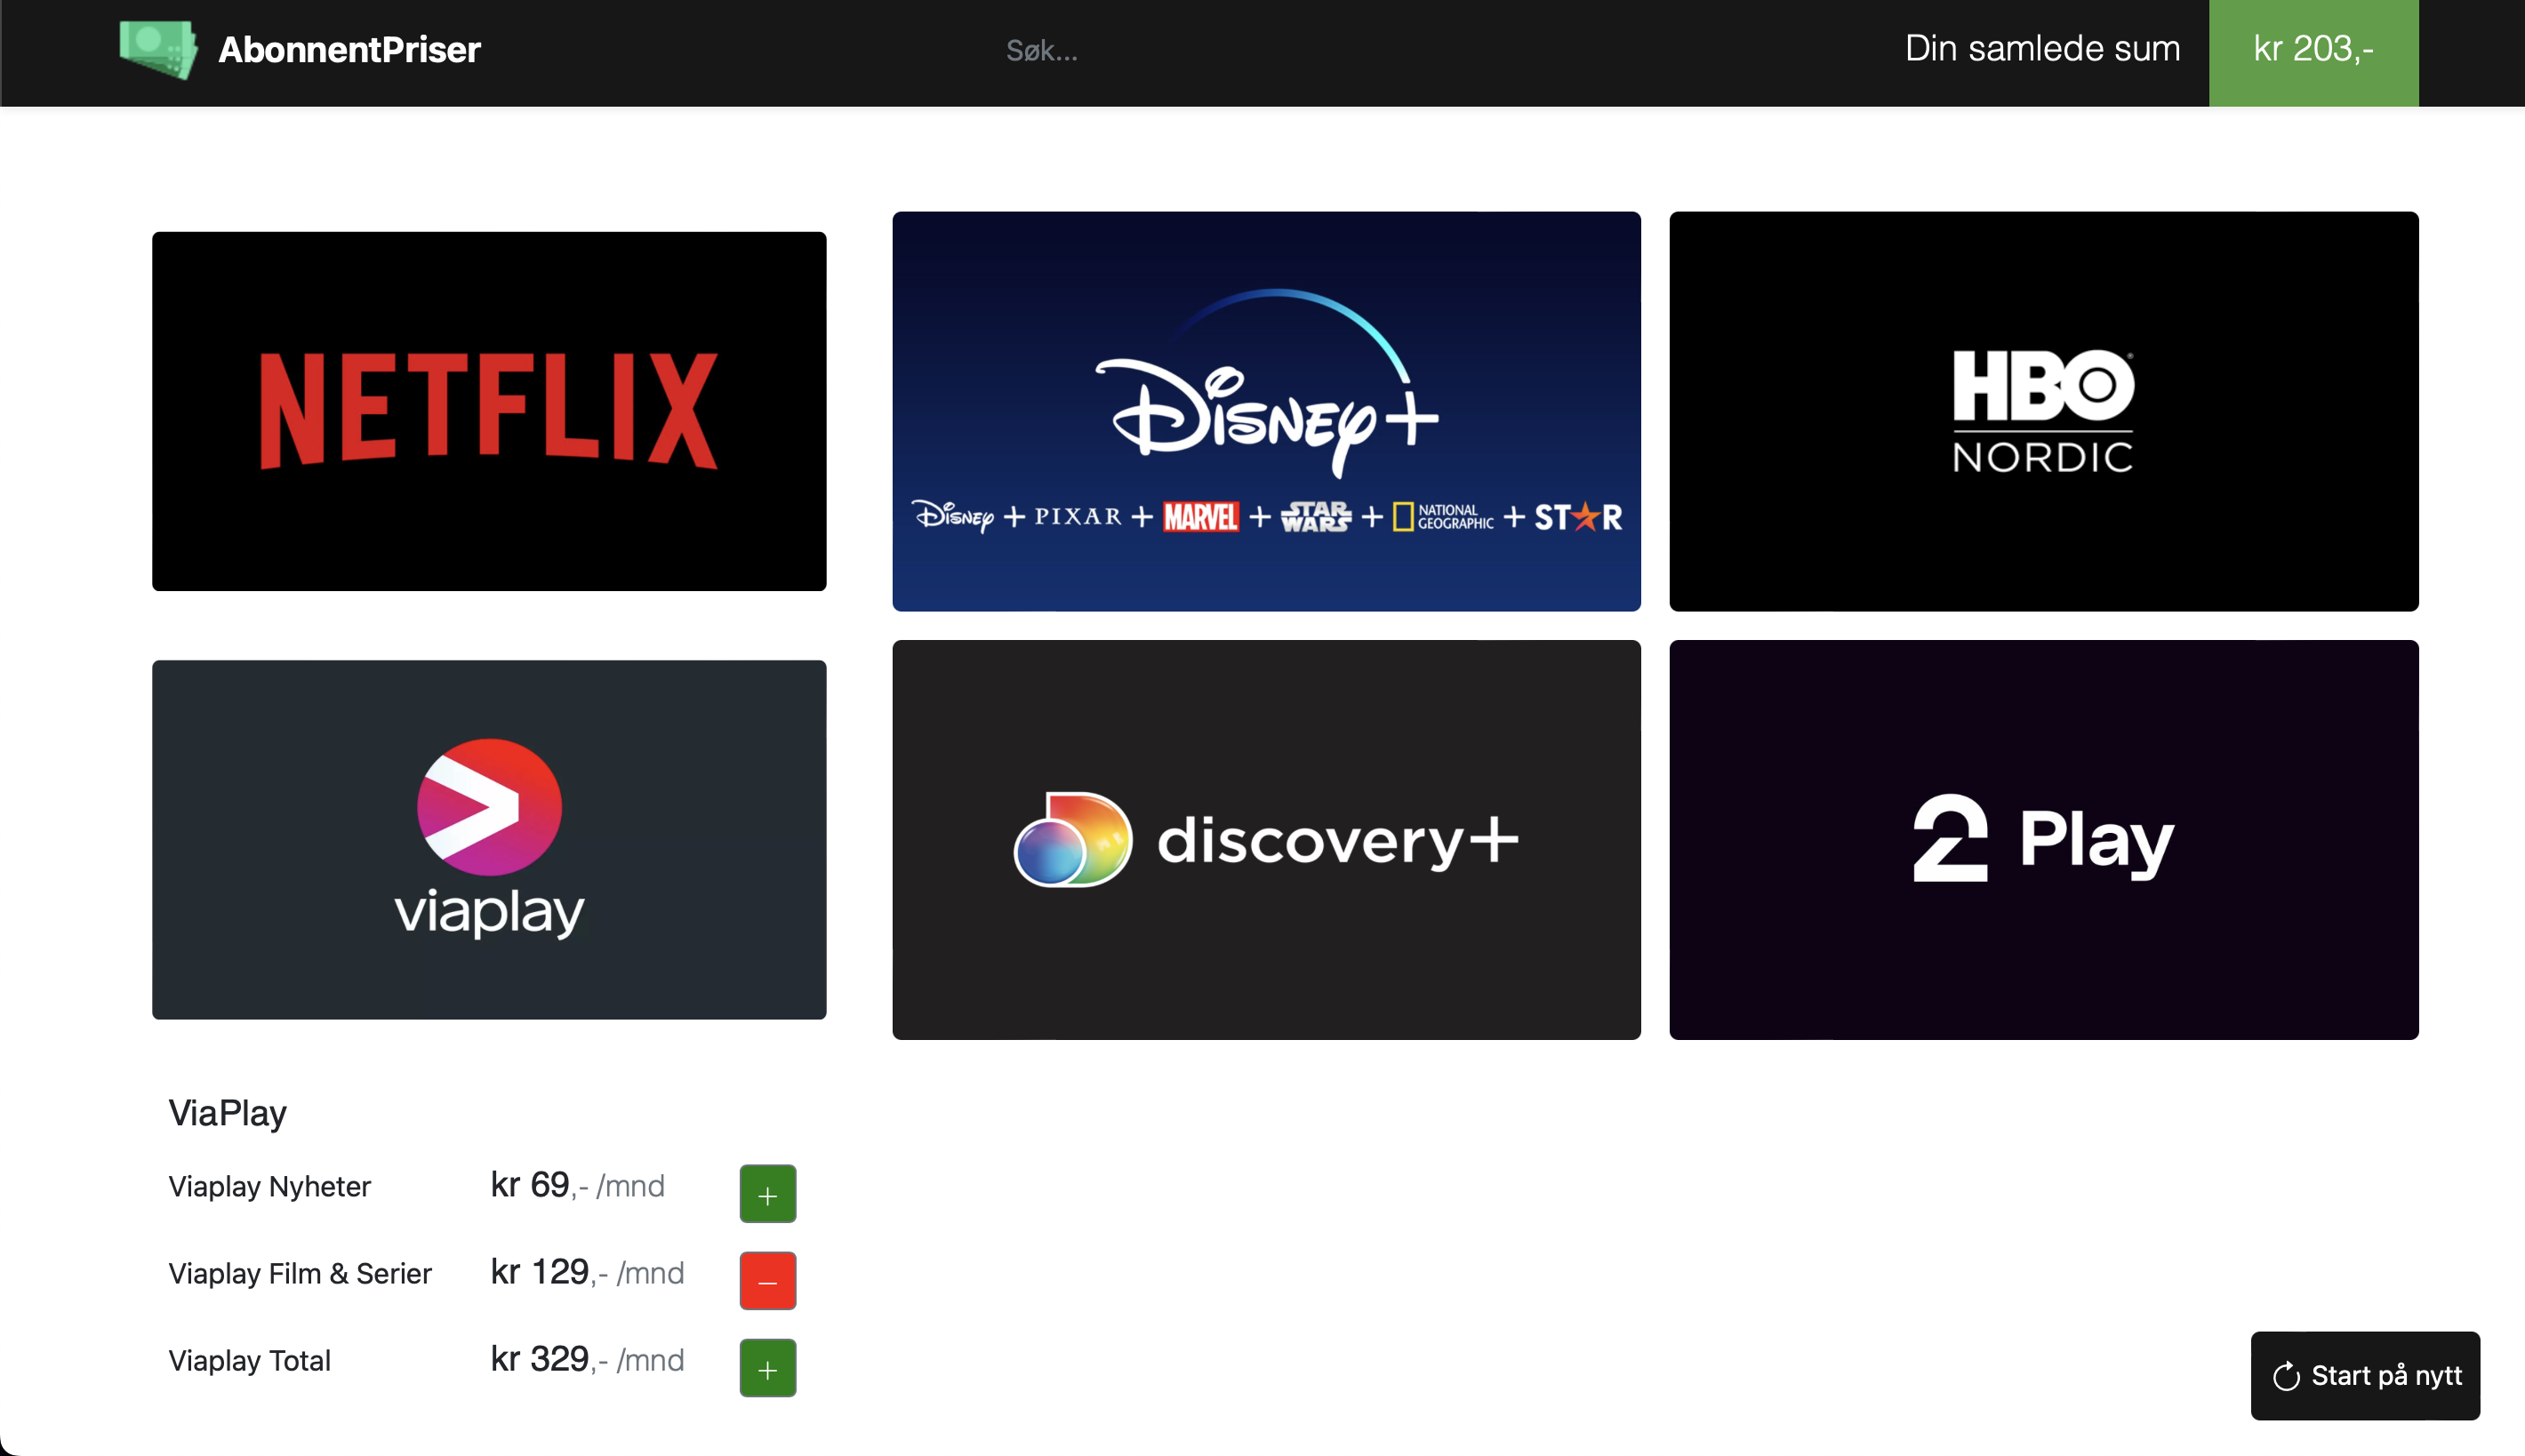 AbonnentPriser
Søk...
Din samlede sum
kr 203,-
NETFLIX
Disney+
Disney + PIXAR + MARVEL + STAR WARS + NATIONAL GEOGRAPHIC + STAR
HBO
NORDIC
viaplay
discovery+
2 Play
ViaPlay
Viaplay Nyheter kr 69,- /mnd +
Viaplay Film & Serier kr 129,- /mnd –
Viaplay Total kr 329,- /mnd +
Start på nytt